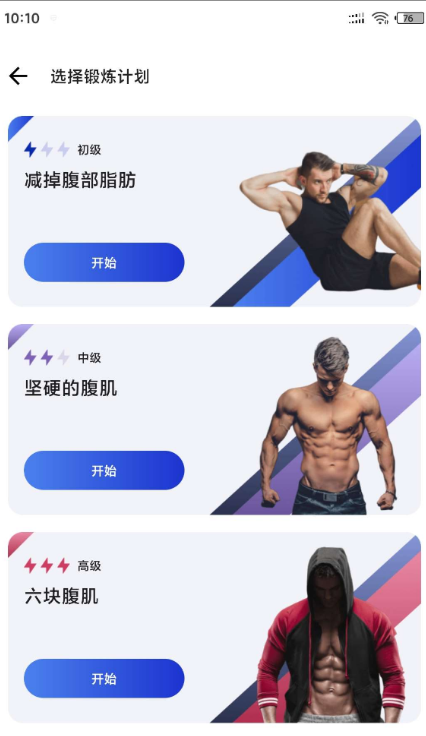 10:10
76
选择锻炼计划
初级
减掉腹部脂肪
开始
中级
坚硬的腹肌
开始
高级
六块腹肌
开始